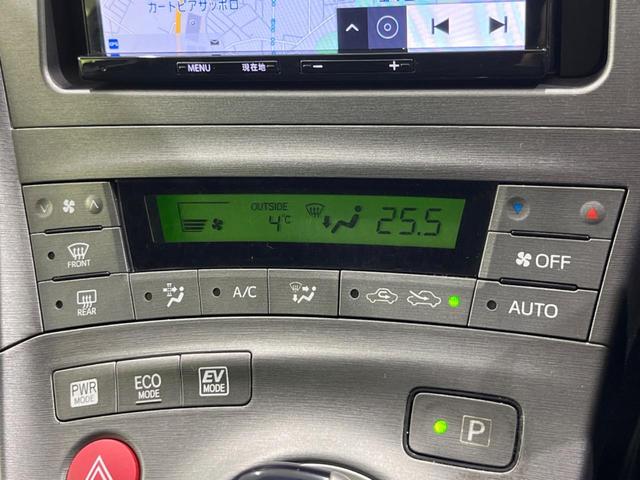 カートピアサッポロ
MENU 現在地 − +
OUTSIDE
4℃ 25.5
FRONT
OFF
REAR
A/C
AUTO
PWR MODE
ECO MODE
EV MODE
P